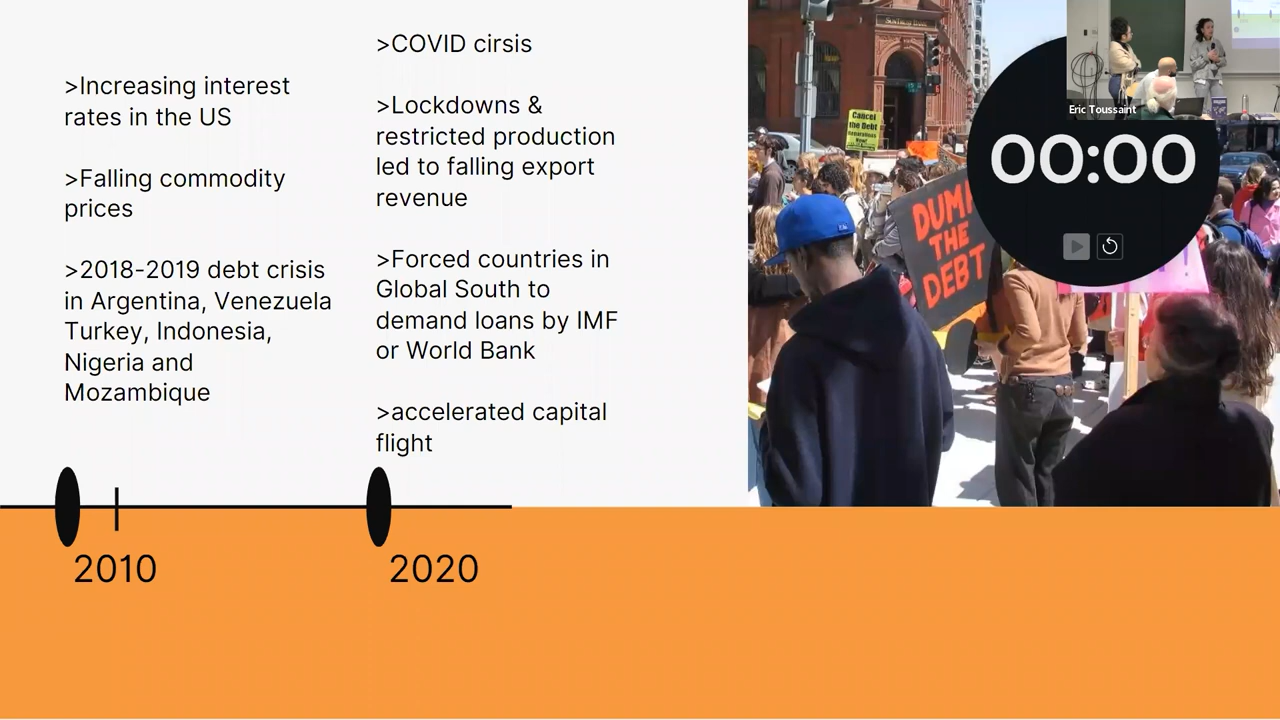 >Increasing interest
rates in the US
>Falling commodity
prices
>2018-2019 debt crisis
in Argentina, Venezuela
Turkey, Indonesia,
Nigeria and
Mozambique
>COVID cirsis
>Lockdowns &
restricted production
led to falling export
revenue
>Forced countries in
Global South to
demand loans by IMF
or World Bank
>accelerated capital
flight
2010
2020
Cancel
the Debt
Now!
DUMP
THE
DEBT
Eric Toussaint
00:00